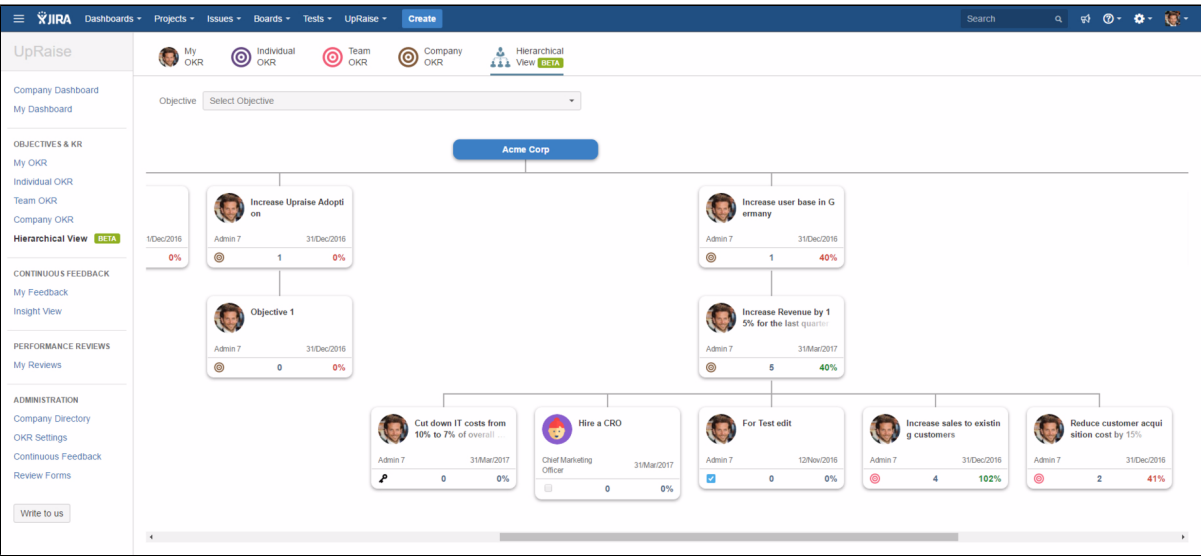 JIRA Dashboards Projects Issues Boards Tests UpRaise Create Search
UpRaise
Company Dashboard
My Dashboard
OBJECTIVES & KR
My OKR
Individual OKR
Team OKR
Company OKR
Hierarchical View BETA
CONTINUOUS FEEDBACK
My Feedback
Insight View
PERFORMANCE REVIEWS
My Reviews
ADMINISTRATION
Company Directory
OKR Settings
Continuous Feedback
Review Forms
Write to us
My
OKR
Individual
OKR
Team
OKR
Company
OKR
Hierarchical
View BETA
Objective Select Objective
Acme Corp
1/Dec/2016
0%
Increase Upraise Adopti
on
Admin 7 31/Dec/2016
1 0%
Increase user base in G
ermany
Admin 7 31/Dec/2016
1 40%
Objective 1
Admin 7 31/Dec/2016
0 0%
Increase Revenue by 1
5% for the last quarter
Admin 7 31/Mar/2017
5 40%
Cut down IT costs from
10% to 7% of overall ...
Admin 7 31/Mar/2017
0 0%
Hire a CRO
Chief Marketing
Officer 31/Mar/2017
0 0%
For Test edit
Admin 7 12/Nov/2016
0 0%
Increase sales to existin
g customers
Admin 7 31/Dec/2016
4 102%
Reduce customer acqui
sition cost by 15%
Admin 7 31/Dec/2016
2 41%